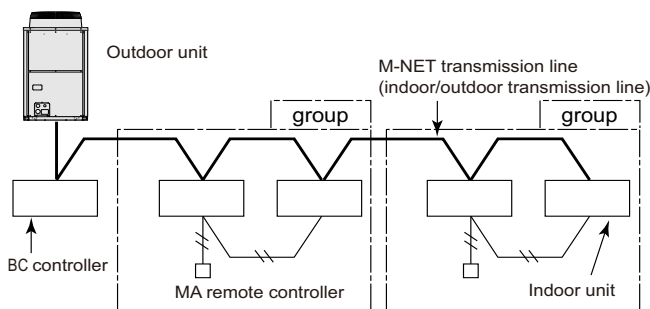 Outdoor unit
M-NET transmission line
(indoor/outdoor transmission line)
group
group
BC controller
MA remote controller
Indoor unit